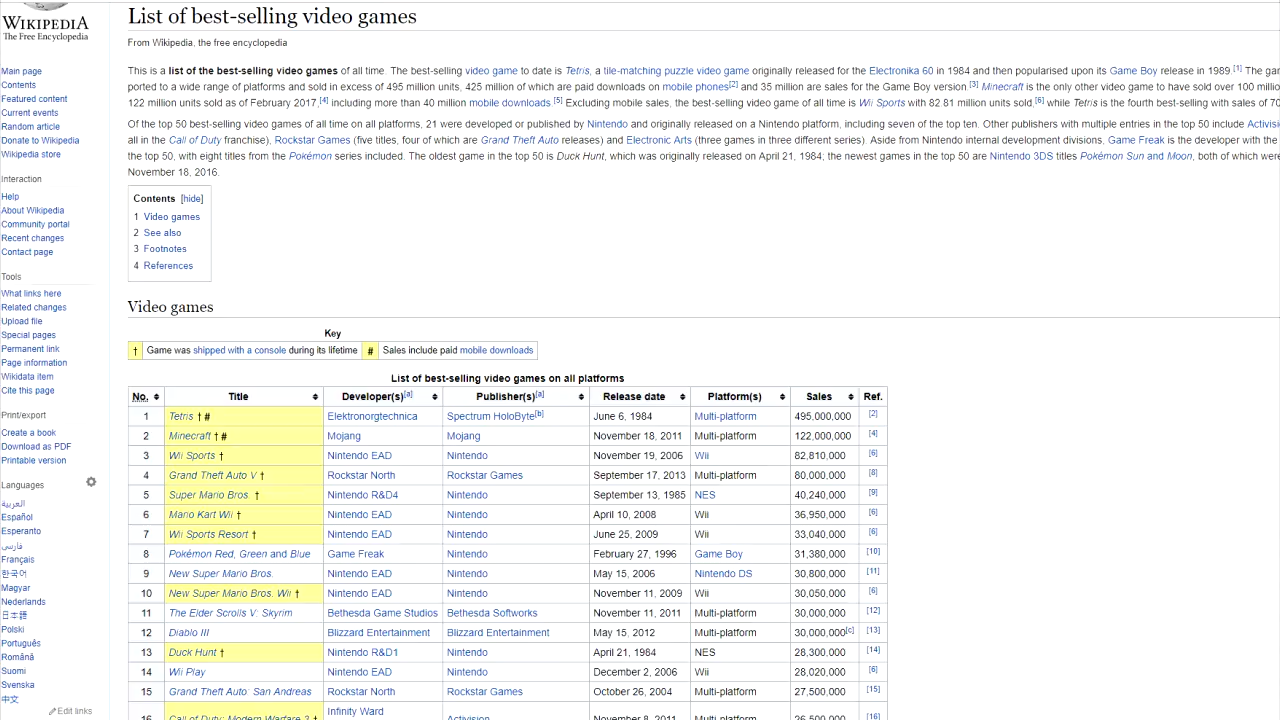 WIKIPEDIA
The Free Encyclopedia
Main page
Contents
Featured content
Current events
Random article
Donate to Wikipedia
Wikipedia store
Interaction
Help
About Wikipedia
Community portal
Recent changes
Contact page
Tools
What links here
Related changes
Upload file
Special pages
Permanent link
Page information
Wikidata item
Cite this page
Print/export
Create a book
Download as PDF
Printable version
Languages
العربية
Español
Esperanto
فارسی
Français
한국어
Magyar
Nederlands
日本語
Polski
Português
Română
Suomi
Svenska
中文
Edit links
List of best-selling video games
From Wikipedia, the free encyclopedia
This is a list of the best-selling video games of all time. The best-selling video game to date is Tetris, a tile-matching puzzle video game originally released for the Electronika 60 in 1984 and then popularised upon its Game Boy release in 1989.[1] The
ported to a wide range of platforms and sold in excess of 495 million units, 425 million of which are paid downloads on mobile phones[2] and 35 million are sales for the Game Boy version.[3] Minecraft is the only other video game to have sold over 100
122 million units sold as of February 2017,[4] including more than 40 million mobile downloads.[5] Excluding mobile sales, the best-selling video game of all time is Wii Sports with 82.81 million units sold,[6] while Tetris is the fourth best-selling with sales of
Of the top 50 best-selling video games of all time on all platforms, 21 were developed or published by Nintendo and originally released on a Nintendo platform, including seven of the top ten. Other publishers with multiple entries in the top 50 include
all in the Call of Duty franchise), Rockstar Games (five titles, four of which are Grand Theft Auto releases) and Electronic Arts (three games in three different series). Aside from Nintendo internal development divisions, Game Freak is the developer with the
the top 50, with eight titles from the Pokémon series included. The oldest game in the top 50 is Duck Hunt, which was originally released on April 21, 1984; the newest games in the top 50 are Nintendo 3DS titles Pokémon Sun and Moon, both of which were
November 18, 2016.
Contents [hide]
1 Video games
2 See also
3 Footnotes
4 References
Video games
Key
† Game was shipped with a console during its lifetime # Sales include paid mobile downloads
List of best-selling video games on all platforms
No. Title Developer(s)[a] Publisher(s)[a] Release date Platform(s) Sales Ref.
1 Tetris † # Elektronorgtechnica Spectrum HoloByte[b] June 6, 1984 Multi-platform 495,000,000 [2]
2 Minecraft † # Mojang Mojang November 18, 2011 Multi-platform 122,000,000 [4]
3 Wii Sports † Nintendo EAD Nintendo November 19, 2006 Wii 82,810,000 [6]
4 Grand Theft Auto V † Rockstar North Rockstar Games September 17, 2013 Multi-platform 80,000,000 [8]
5 Super Mario Bros. † Nintendo R&D4 Nintendo September 13, 1985 NES 40,240,000 [9]
6 Mario Kart Wii † Nintendo EAD Nintendo April 10, 2008 Wii 36,950,000 [6]
7 Wii Sports Resort † Nintendo EAD Nintendo June 25, 2009 Wii 33,040,000 [6]
8 Pokémon Red, Green and Blue Game Freak Nintendo February 27, 1996 Game Boy 31,380,000 [10]
9 New Super Mario Bros. Nintendo EAD Nintendo May 15, 2006 Nintendo DS 30,800,000 [11]
10 New Super Mario Bros. Wii † Nintendo EAD Nintendo November 11, 2009 Wii 30,050,000 [6]
11 The Elder Scrolls V: Skyrim Bethesda Game Studios Bethesda Softworks November 11, 2011 Multi-platform 30,000,000 [12]
12 Diablo III Blizzard Entertainment Blizzard Entertainment May 15, 2012 Multi-platform 30,000,000[c] [13]
13 Duck Hunt † Nintendo R&D1 Nintendo April 21, 1984 NES 28,300,000 [14]
14 Wii Play Nintendo EAD Nintendo December 2, 2006 Wii 28,020,000 [6]
15 Grand Theft Auto: San Andreas Rockstar North Rockstar Games October 26, 2004 Multi-platform 27,500,000 [15]
Infinity Ward
16 Call of Duty: Modern Warfare 3 † Activision November 8, 2011 Multi-platform 26,500,000 [16]